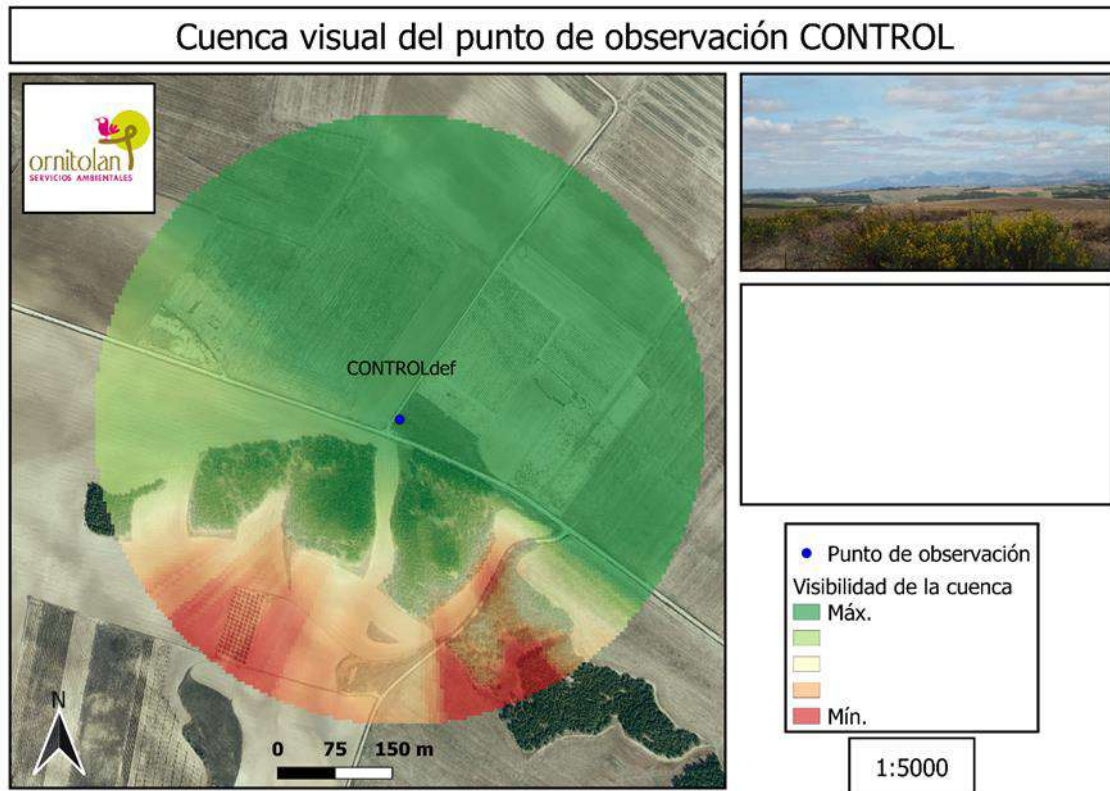 Cuenca visual del punto de observación CONTROL
ornitolan
SERVICIOS AMBIENTALES
CONTROLdef
Punto de observación
Visibilidad de la cuenca
Máx.
Mín.
N
0 75 150 m
1:5000